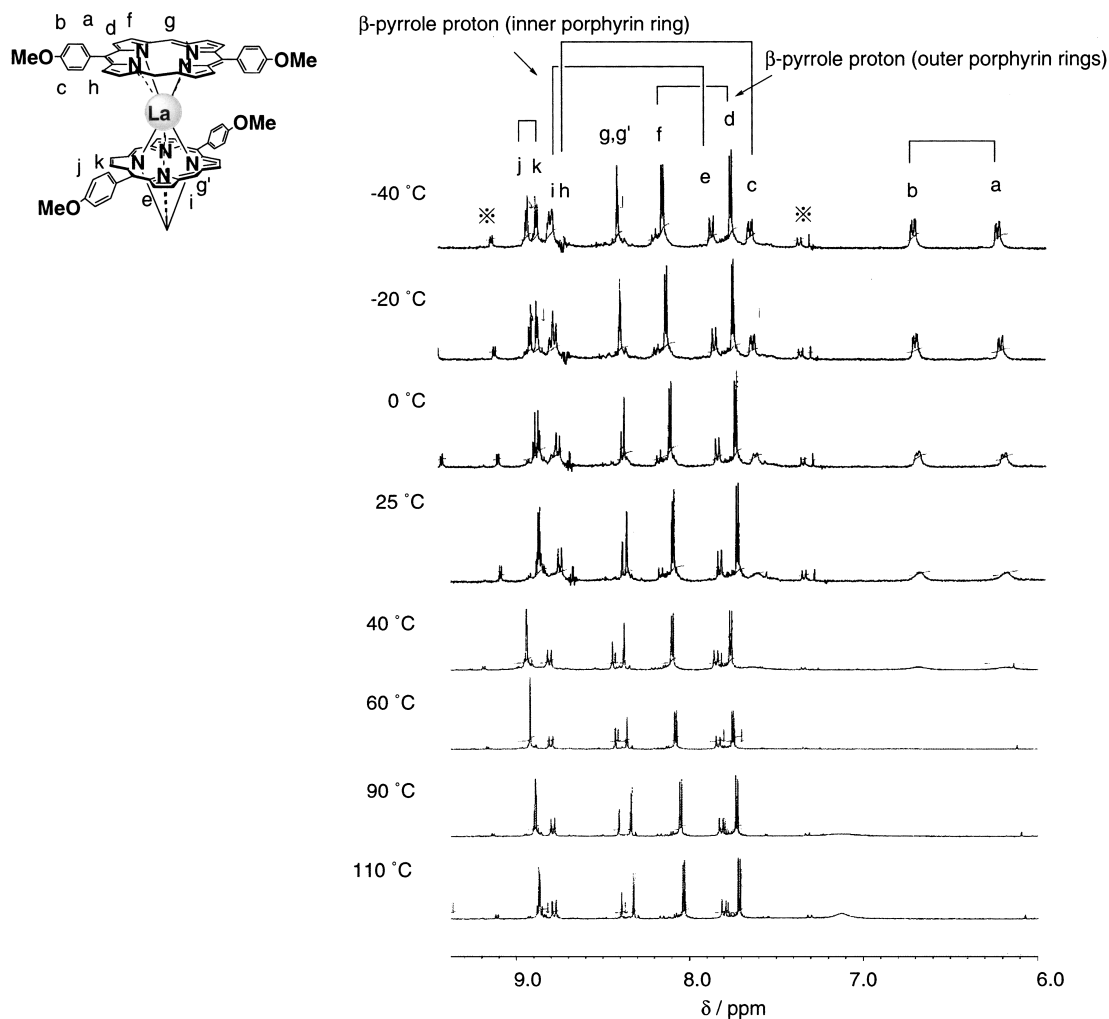 β-pyrrole proton (inner porphyrin ring)
β-pyrrole proton (outer porphyrin rings)
b a d f g
MeO N N N N OMe
c h
La
OMe
j k N N N N
g'
MeO e i
j k i h g,g' f e d c b a
-40 °C
※ ※
-20 °C
0 °C
25 °C
40 °C
60 °C
90 °C
110 °C
9.0 8.0 7.0 6.0
δ / ppm